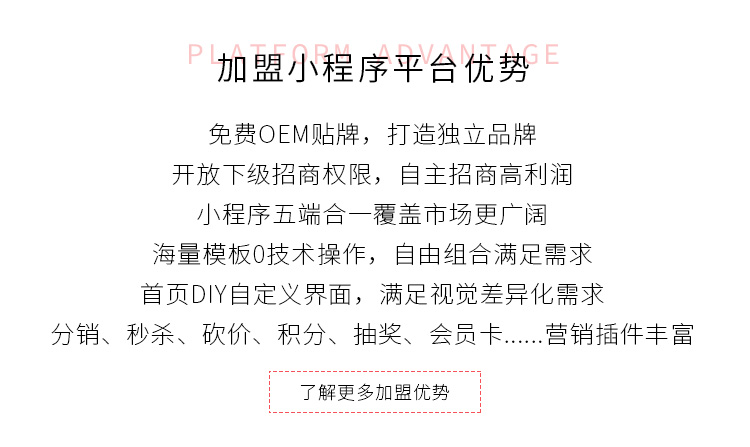 PLATFORM ADVANTAGE
加盟小程序平台优势
免费OEM贴牌，打造独立品牌
开放下级招商权限，自主招商高利润
小程序五端合一覆盖市场更广阔
海量模板0技术操作，自由组合满足需求
首页DIY自定义界面，满足视觉差异化需求
分销、秒杀、砍价、积分、抽奖、会员卡......营销插件丰富
了解更多加盟优势